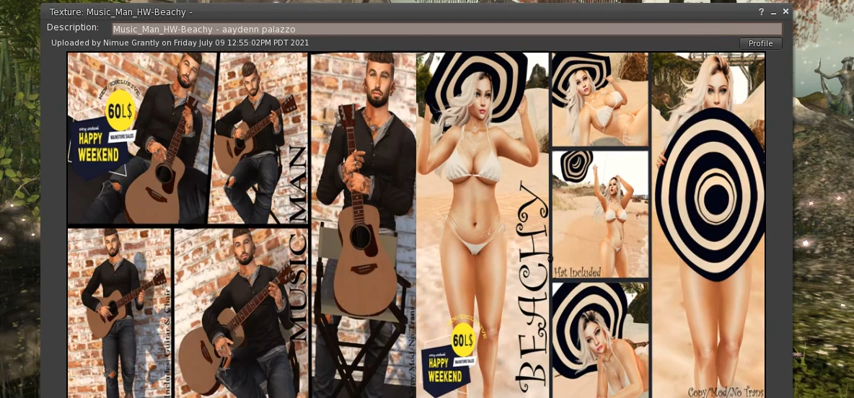 Texture: Music_Man_HW-Beachy -
Description:
Music_Man_HW-Beachy - aaydenn palazzo
Uploaded by Nimue Grantly on Friday July 09 12:55:02PM PDT 2021
Profile
60L$
HAPPY
WEEKEND
MUSIC MAN
BEACHY
Hat Included
60L$
HAPPY
WEEKEND
Copy/Mod/No Trans